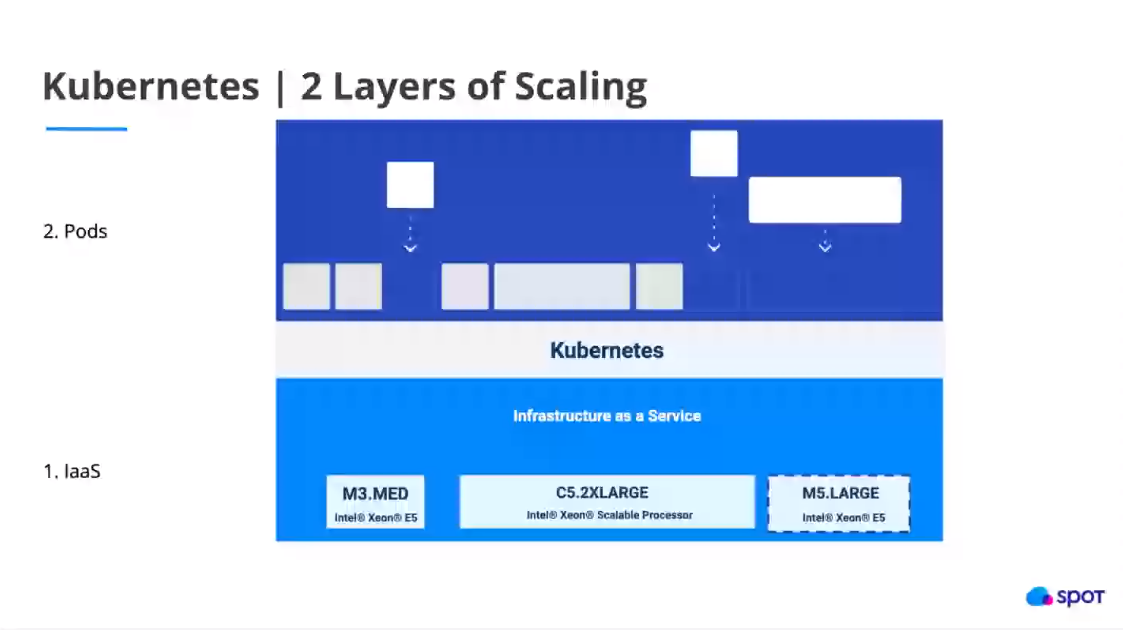 Kubernetes | 2 Layers of Scaling
2. Pods
Kubernetes
Infrastructure as a Service
1. IaaS
M3.MED
Intel® Xeon® E5
C5.2XLARGE
Intel® Xeon® Scalable Processor
M5.LARGE
Intel® Xeon® E5
spot